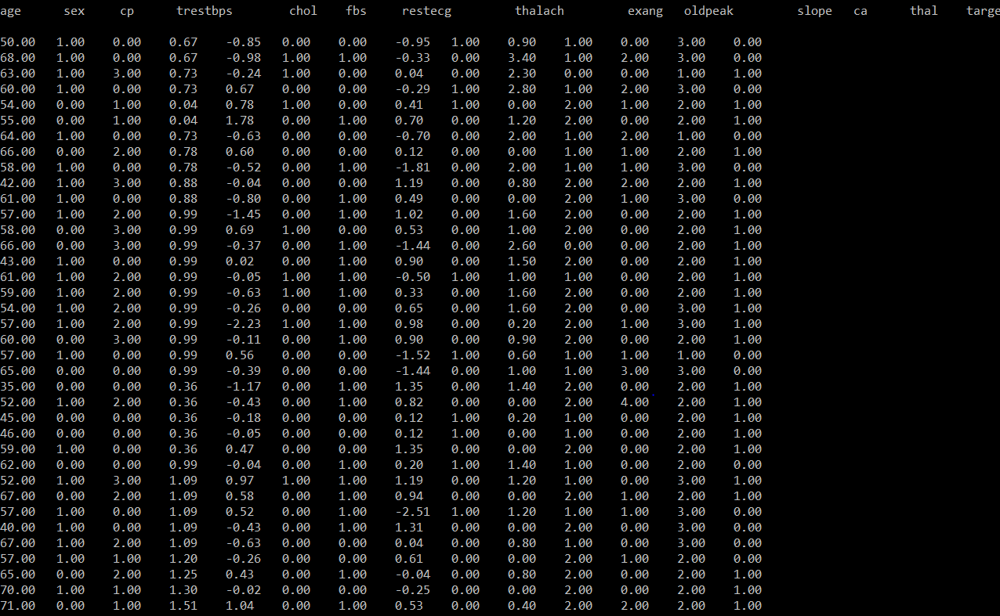 age sex cp trestbps chol fbs restecg thalach exang oldpeak slope ca thal targe
50.00 1.00 0.00 0.67 -0.85 0.00 0.00 -0.95 1.00 0.90 1.00 0.00 3.00 0.00
68.00 1.00 0.00 0.67 -0.98 1.00 1.00 -0.33 0.00 3.40 1.00 2.00 3.00 0.00
63.00 1.00 3.00 0.73 -0.24 1.00 0.00 0.04 0.00 2.30 0.00 0.00 1.00 1.00
60.00 1.00 0.00 0.73 0.67 0.00 0.00 -0.29 1.00 2.80 1.00 2.00 3.00 0.00
54.00 0.00 1.00 0.04 0.78 1.00 0.00 0.41 1.00 0.00 2.00 1.00 2.00 1.00
55.00 0.00 1.00 0.04 1.78 0.00 1.00 0.70 0.00 1.20 2.00 0.00 2.00 1.00
64.00 1.00 0.00 0.73 -0.63 0.00 0.00 -0.70 0.00 2.00 1.00 2.00 1.00 0.00
66.00 0.00 2.00 0.78 0.60 0.00 0.00 0.12 0.00 0.00 1.00 1.00 2.00 1.00
58.00 1.00 0.00 0.78 -0.52 0.00 1.00 -1.81 0.00 2.00 1.00 1.00 3.00 0.00
42.00 1.00 3.00 0.88 -0.04 0.00 0.00 1.19 0.00 0.80 2.00 2.00 2.00 1.00
61.00 1.00 0.00 0.88 -0.80 0.00 1.00 0.49 0.00 0.00 2.00 1.00 3.00 0.00
57.00 1.00 2.00 0.99 -1.45 0.00 1.00 1.02 0.00 1.60 2.00 0.00 2.00 1.00
58.00 0.00 3.00 0.99 0.69 1.00 0.00 0.53 0.00 1.00 2.00 0.00 2.00 1.00
66.00 0.00 3.00 0.99 -0.37 0.00 1.00 -1.44 0.00 2.60 0.00 0.00 2.00 1.00
43.00 1.00 0.00 0.99 0.02 0.00 1.00 0.90 0.00 1.50 2.00 0.00 2.00 1.00
61.00 1.00 2.00 0.99 -0.05 1.00 1.00 -0.50 1.00 1.00 1.00 0.00 2.00 1.00
59.00 1.00 2.00 0.99 -0.63 1.00 1.00 0.33 0.00 1.60 2.00 0.00 2.00 1.00
54.00 1.00 2.00 0.99 -0.26 0.00 1.00 0.65 0.00 1.60 2.00 0.00 3.00 1.00
57.00 1.00 2.00 0.99 -2.23 1.00 1.00 0.98 0.00 0.20 2.00 1.00 3.00 1.00
60.00 0.00 3.00 0.99 -0.11 0.00 1.00 0.90 0.00 0.90 2.00 0.00 2.00 1.00
57.00 1.00 0.00 0.99 0.56 0.00 0.00 -1.52 1.00 0.60 1.00 1.00 1.00 0.00
65.00 0.00 0.00 0.99 -0.39 0.00 0.00 -1.44 0.00 1.00 1.00 3.00 3.00 0.00
35.00 0.00 0.00 0.36 -1.17 0.00 1.00 1.35 0.00 1.40 2.00 0.00 2.00 1.00
52.00 1.00 2.00 0.36 -0.43 0.00 1.00 0.82 0.00 0.00 2.00 4.00 2.00 1.00
45.00 0.00 0.00 0.36 -0.18 0.00 0.00 0.12 1.00 0.20 1.00 0.00 2.00 1.00
46.00 0.00 0.00 0.36 -0.05 0.00 0.00 0.12 1.00 0.00 1.00 0.00 2.00 1.00
59.00 1.00 0.00 0.36 0.47 0.00 0.00 1.35 0.00 0.00 2.00 0.00 2.00 1.00
62.00 0.00 0.00 0.99 -0.04 0.00 1.00 0.20 1.00 1.40 1.00 0.00 2.00 0.00
52.00 1.00 3.00 1.09 0.97 1.00 1.00 1.19 0.00 1.20 1.00 0.00 3.00 1.00
67.00 0.00 2.00 1.09 0.58 0.00 1.00 0.94 0.00 0.00 2.00 1.00 2.00 1.00
57.00 1.00 0.00 1.09 0.52 0.00 1.00 -2.51 1.00 1.20 1.00 1.00 3.00 0.00
40.00 1.00 0.00 1.09 -0.43 0.00 1.00 1.31 0.00 0.00 2.00 0.00 3.00 0.00
67.00 1.00 2.00 1.09 -0.63 0.00 0.00 0.04 0.00 0.80 1.00 0.00 3.00 0.00
57.00 1.00 1.00 1.20 -0.26 0.00 0.00 0.61 0.00 0.00 2.00 1.00 2.00 0.00
65.00 0.00 2.00 1.25 0.43 0.00 1.00 -0.04 0.00 0.80 2.00 0.00 2.00 1.00
70.00 1.00 1.00 1.30 -0.02 0.00 0.00 -0.25 0.00 0.00 2.00 0.00 2.00 1.00
71.00 0.00 1.00 1.51 1.04 0.00 1.00 0.53 0.00 0.40 2.00 2.00 2.00 1.00